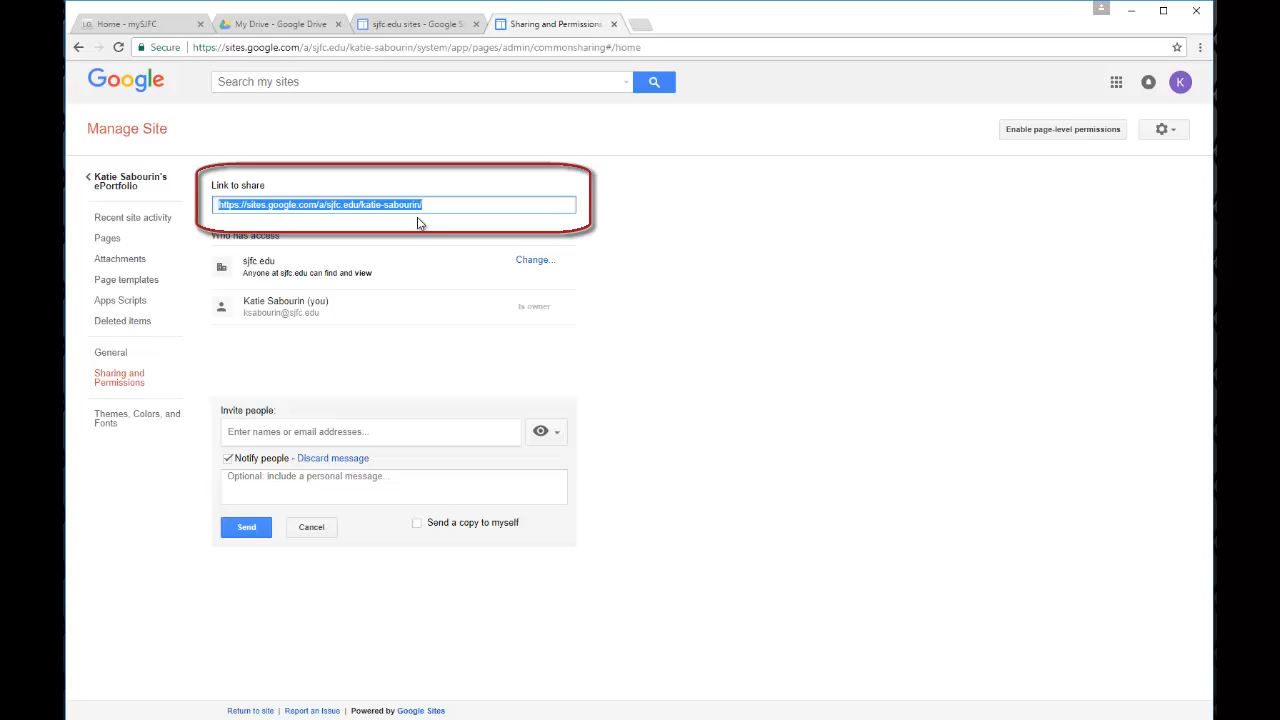 Home - mySJFC
My Drive - Google Drive
sjfc.edu sites - Google S
Sharing and Permissions
Secure
https://sites.google.com/a/sjfc.edu/katie-sabourin/system/app/pages/admin/commonsharing#/home
Google
Search my sites
K
Manage Site
Enable page-level permissions
Katie Sabourin's
ePortfolio
Recent site activity
Pages
Attachments
Page templates
Apps Scripts
Deleted items
General
Sharing and
Permissions
Themes, Colors, and
Fonts
Link to share
https://sites.google.com/a/sjfc.edu/katie-sabourin/
Who has access
sjfc.edu
Anyone at sjfc.edu can find and view
Change...
Katie Sabourin (you)
ksabourin@sjfc.edu
Is owner
Invite people:
Enter names or email addresses...
Notify people - Discard message
Optional: include a personal message...
Send
Cancel
Send a copy to myself
Return to site | Report an Issue | Powered by Google Sites